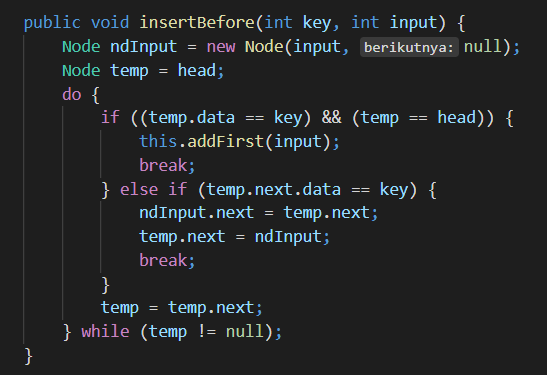 public void insertBefore(int key, int input) {
    Node ndInput = new Node(input, berikutnya: null);
    Node temp = head;
    do {
        if ((temp.data == key) && (temp == head)) {
            this.addFirst(input);
            break;
        } else if (temp.next.data == key) {
            ndInput.next = temp.next;
            temp.next = ndInput;
            break;
        }
        temp = temp.next;
    } while (temp != null);
}